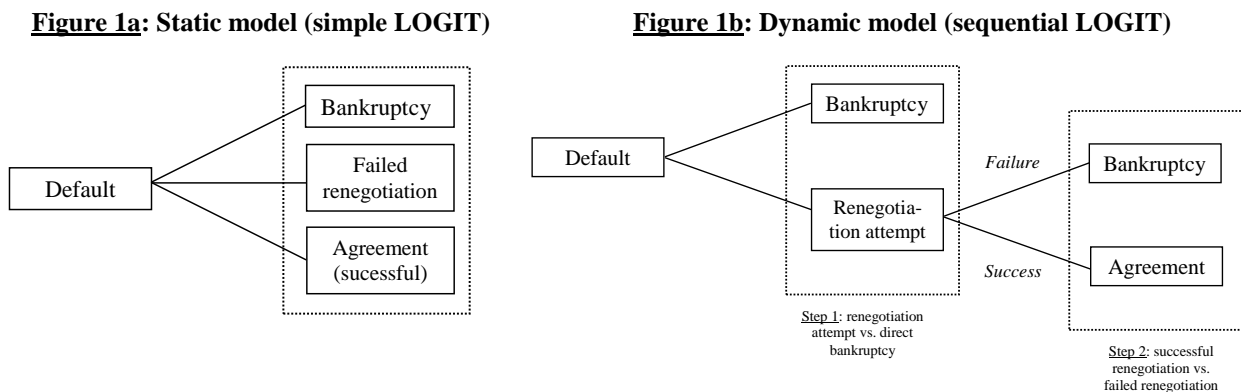 Figure 1a: Static model (simple LOGIT)
Default
Bankruptcy
Failed
renegotiation
Agreement
(sucessful)
Figure 1b: Dynamic model (sequential LOGIT)
Default
Bankruptcy
Renegotia-
tion attempt
Failure
Success
Bankruptcy
Agreement
Step 1: renegotiation
attempt vs. direct
bankruptcy
Step 2: successful
renegotiation vs.
failed renegotiation